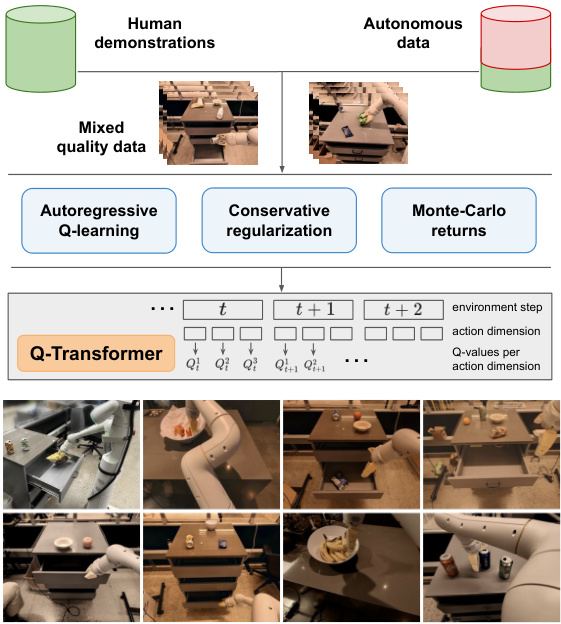 Human
demonstrations
Autonomous
data
Mixed
quality data
Autoregressive
Q-learning
Conservative
regularization
Monte-Carlo
returns
... t t + 1 t + 2 environment step
action dimension
Q-Transformer
Q_t^1 Q_t^2 Q_t^3 Q_{t+1}^1 Q_{t+1}^2 ...
Q-values per
action dimension